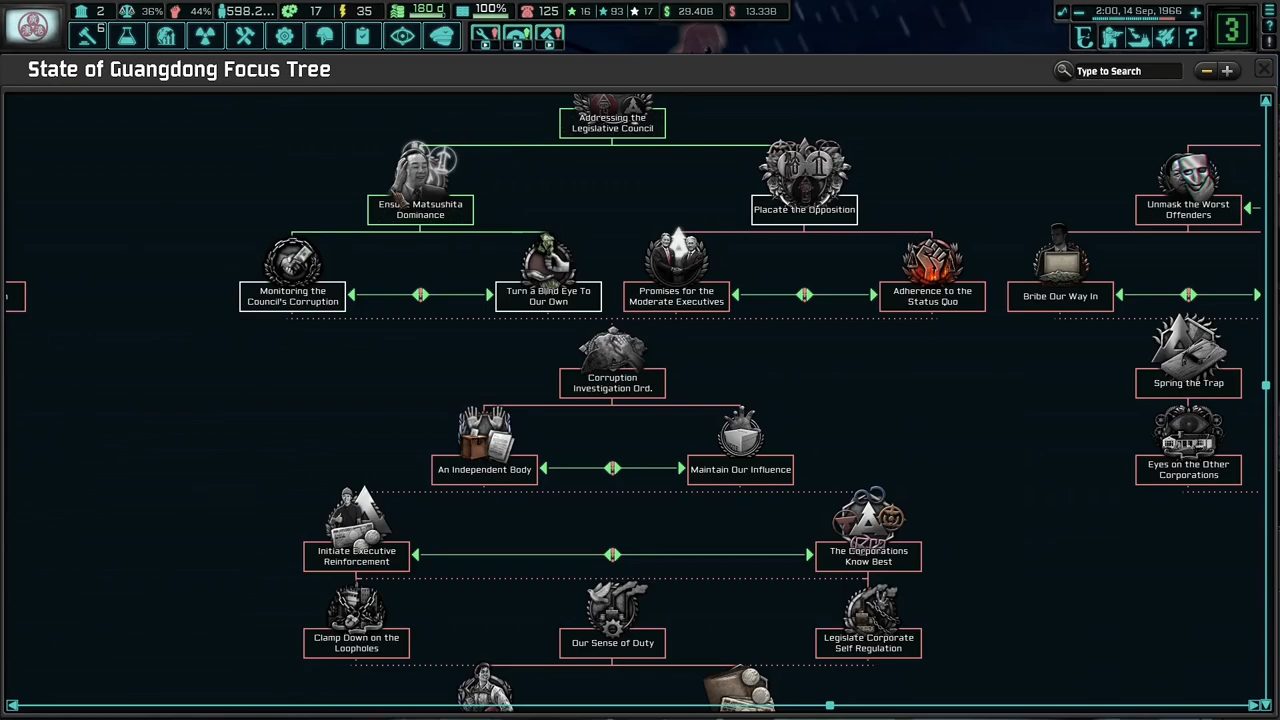 2
36%
44%
598.2...
17
35
180 d
100%
125
16
93
17
$ 29.40B
$ 13.33B
2:00, 14 Sep, 1966
3
6
State of Guangdong Focus Tree
Type to Search
Addressing the
Legislative Council
Matsushita
Dominance
Placate the Opposition
Unmask the Worst
Offenders
Monitoring the
Council's Corruption
Turn a Blind Eye To
Our Own
Promises for the
Moderate Executives
Adherence to the
Status Quo
Bribe Our Way In
Corruption
Investigation Ord.
Spring the Trap
An Independent Body
Maintain Our Influence
Eyes on the Other
Corporations
Initiate Executive
Reinforcement
The Corporations
Know Best
Clamp Down on the
Loopholes
Our Sense of Duty
Legislate Corporate
Self Regulation